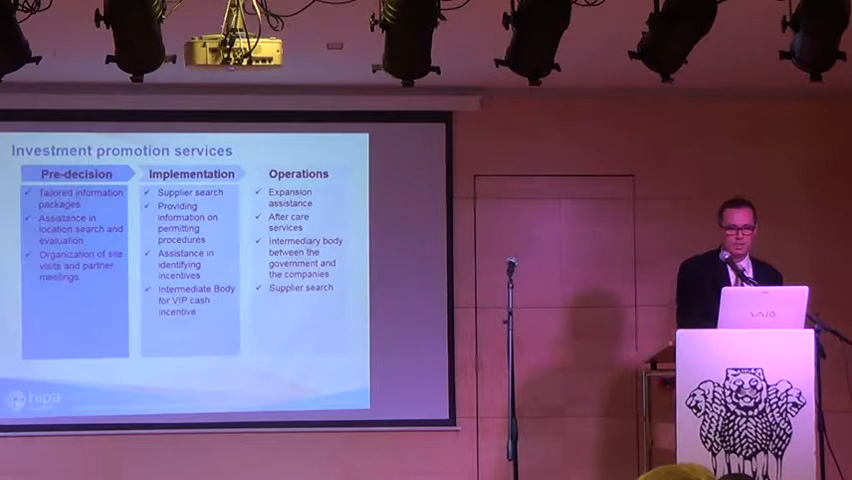 Investment promotion services
Pre-decision
Tailored information
packages
Assistance in
location search and
evaluation
Organization of site
visits and partner
meetings
Implementation
Supplier search
Providing
information on
permitting
procedures
Assistance in
identifying
incentives
Intermediate Body
for VIP cash
incentive
Operations
Expansion
assistance
After care
services
Intermediary body
between the
government and
the companies
Supplier search
hipa
VAIO